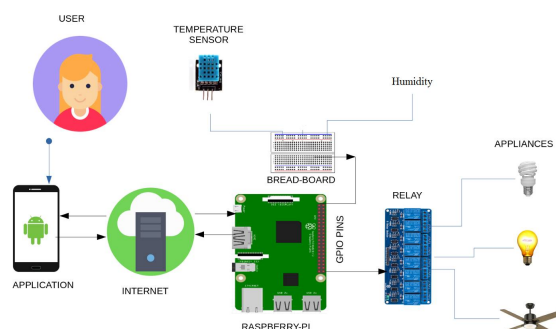 USER
TEMPERATURE
SENSOR
Humidity
BREAD-BOARD
APPLIANCES
RELAY
GPIO PINS
APPLICATION
INTERNET
RASPBERRY-PI